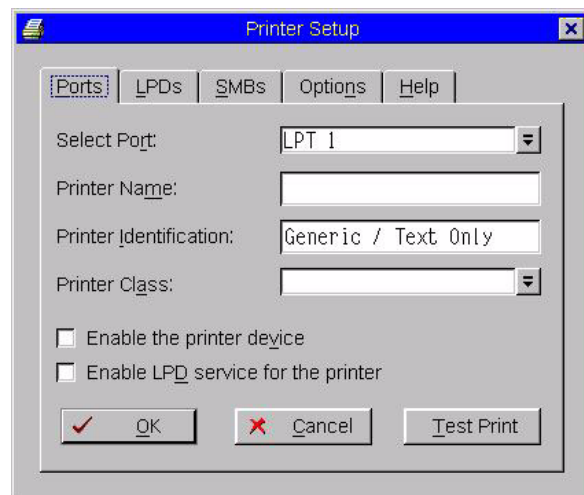 Printer Setup
Ports LPDs SMBs Options Help
Select Port: LPT 1
Printer Name:
Printer Identification: Generic / Text Only
Printer Class:
Enable the printer device
Enable LPD service for the printer
OK Cancel Test Print